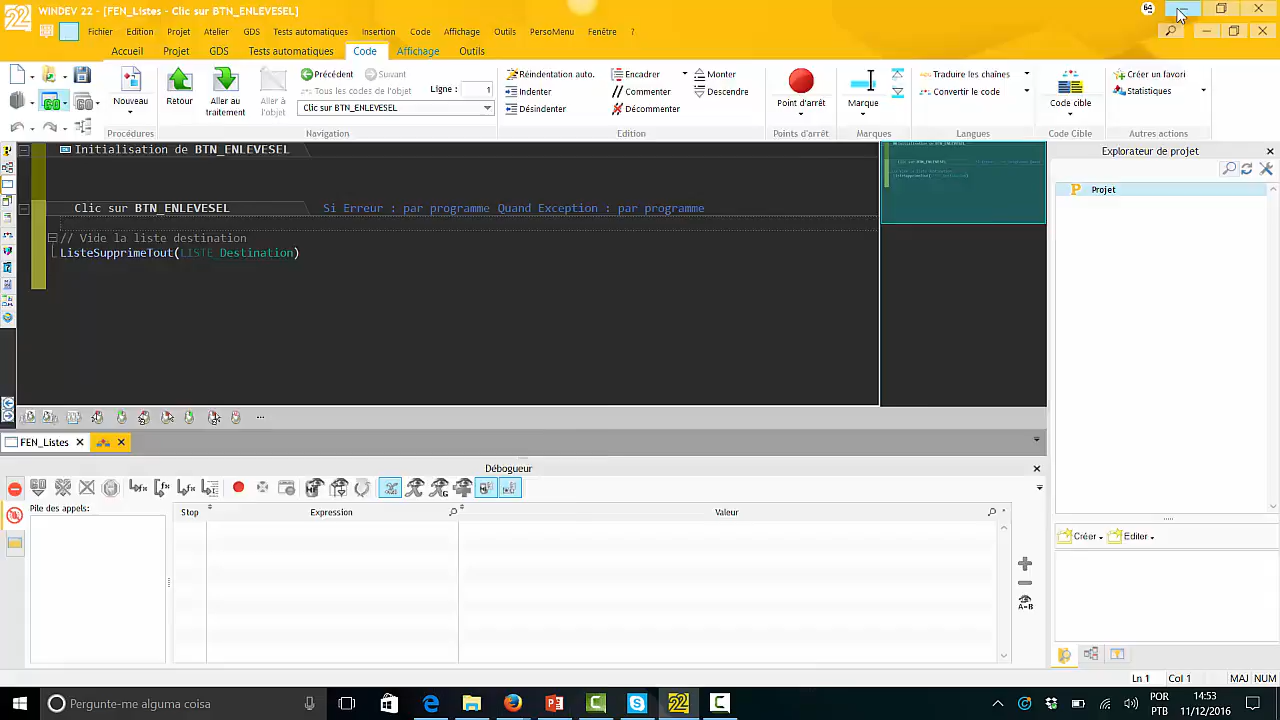 WINDEV 22 - [FEN_Listes - Clic sur BTN_ENLEVESEL]
Fichier Edition Projet Atelier GDS Tests automatiques Insertion Code Affichage Outils PersoMenu Fenêtre ?
Accueil Projet GDS Tests automatiques Code Affichage Outils
Nouveau
Procédures
Retour
Aller au traitement
Aller à l'objet
Précédent Suivant
Tous les traitements de l'objet
Ligne : 1
Clic sur BTN_ENLEVESEL
Navigation
Réindentation auto. Encadrer Monter
Indenter Commenter Descendre
Désindenter Décommenter
Edition
Point d'arrêt
Points d'arrêt
Marque
Marques
Traduire les chaînes
Convertir le code
Langues
Code cible
Code Cible
Créer un favori
Statistiques
Autres actions
Initialisation de BTN_ENLEVESEL
Clic sur BTN_ENLEVESEL Si Erreur : par programme Quand Exception : par programme
// Vide la liste destination
ListeSupprimeTout(LISTE_Destination)
Explorateur de projet
Projet
FEN_Listes
Débogueur
Pile des appels:
Stop Expression Valeur
Créer Editer
A=B
Ln 1 Col 1 MAJ NUM
Pergunte-me alguma coisa
POR
PTB
14:53
11/12/2016